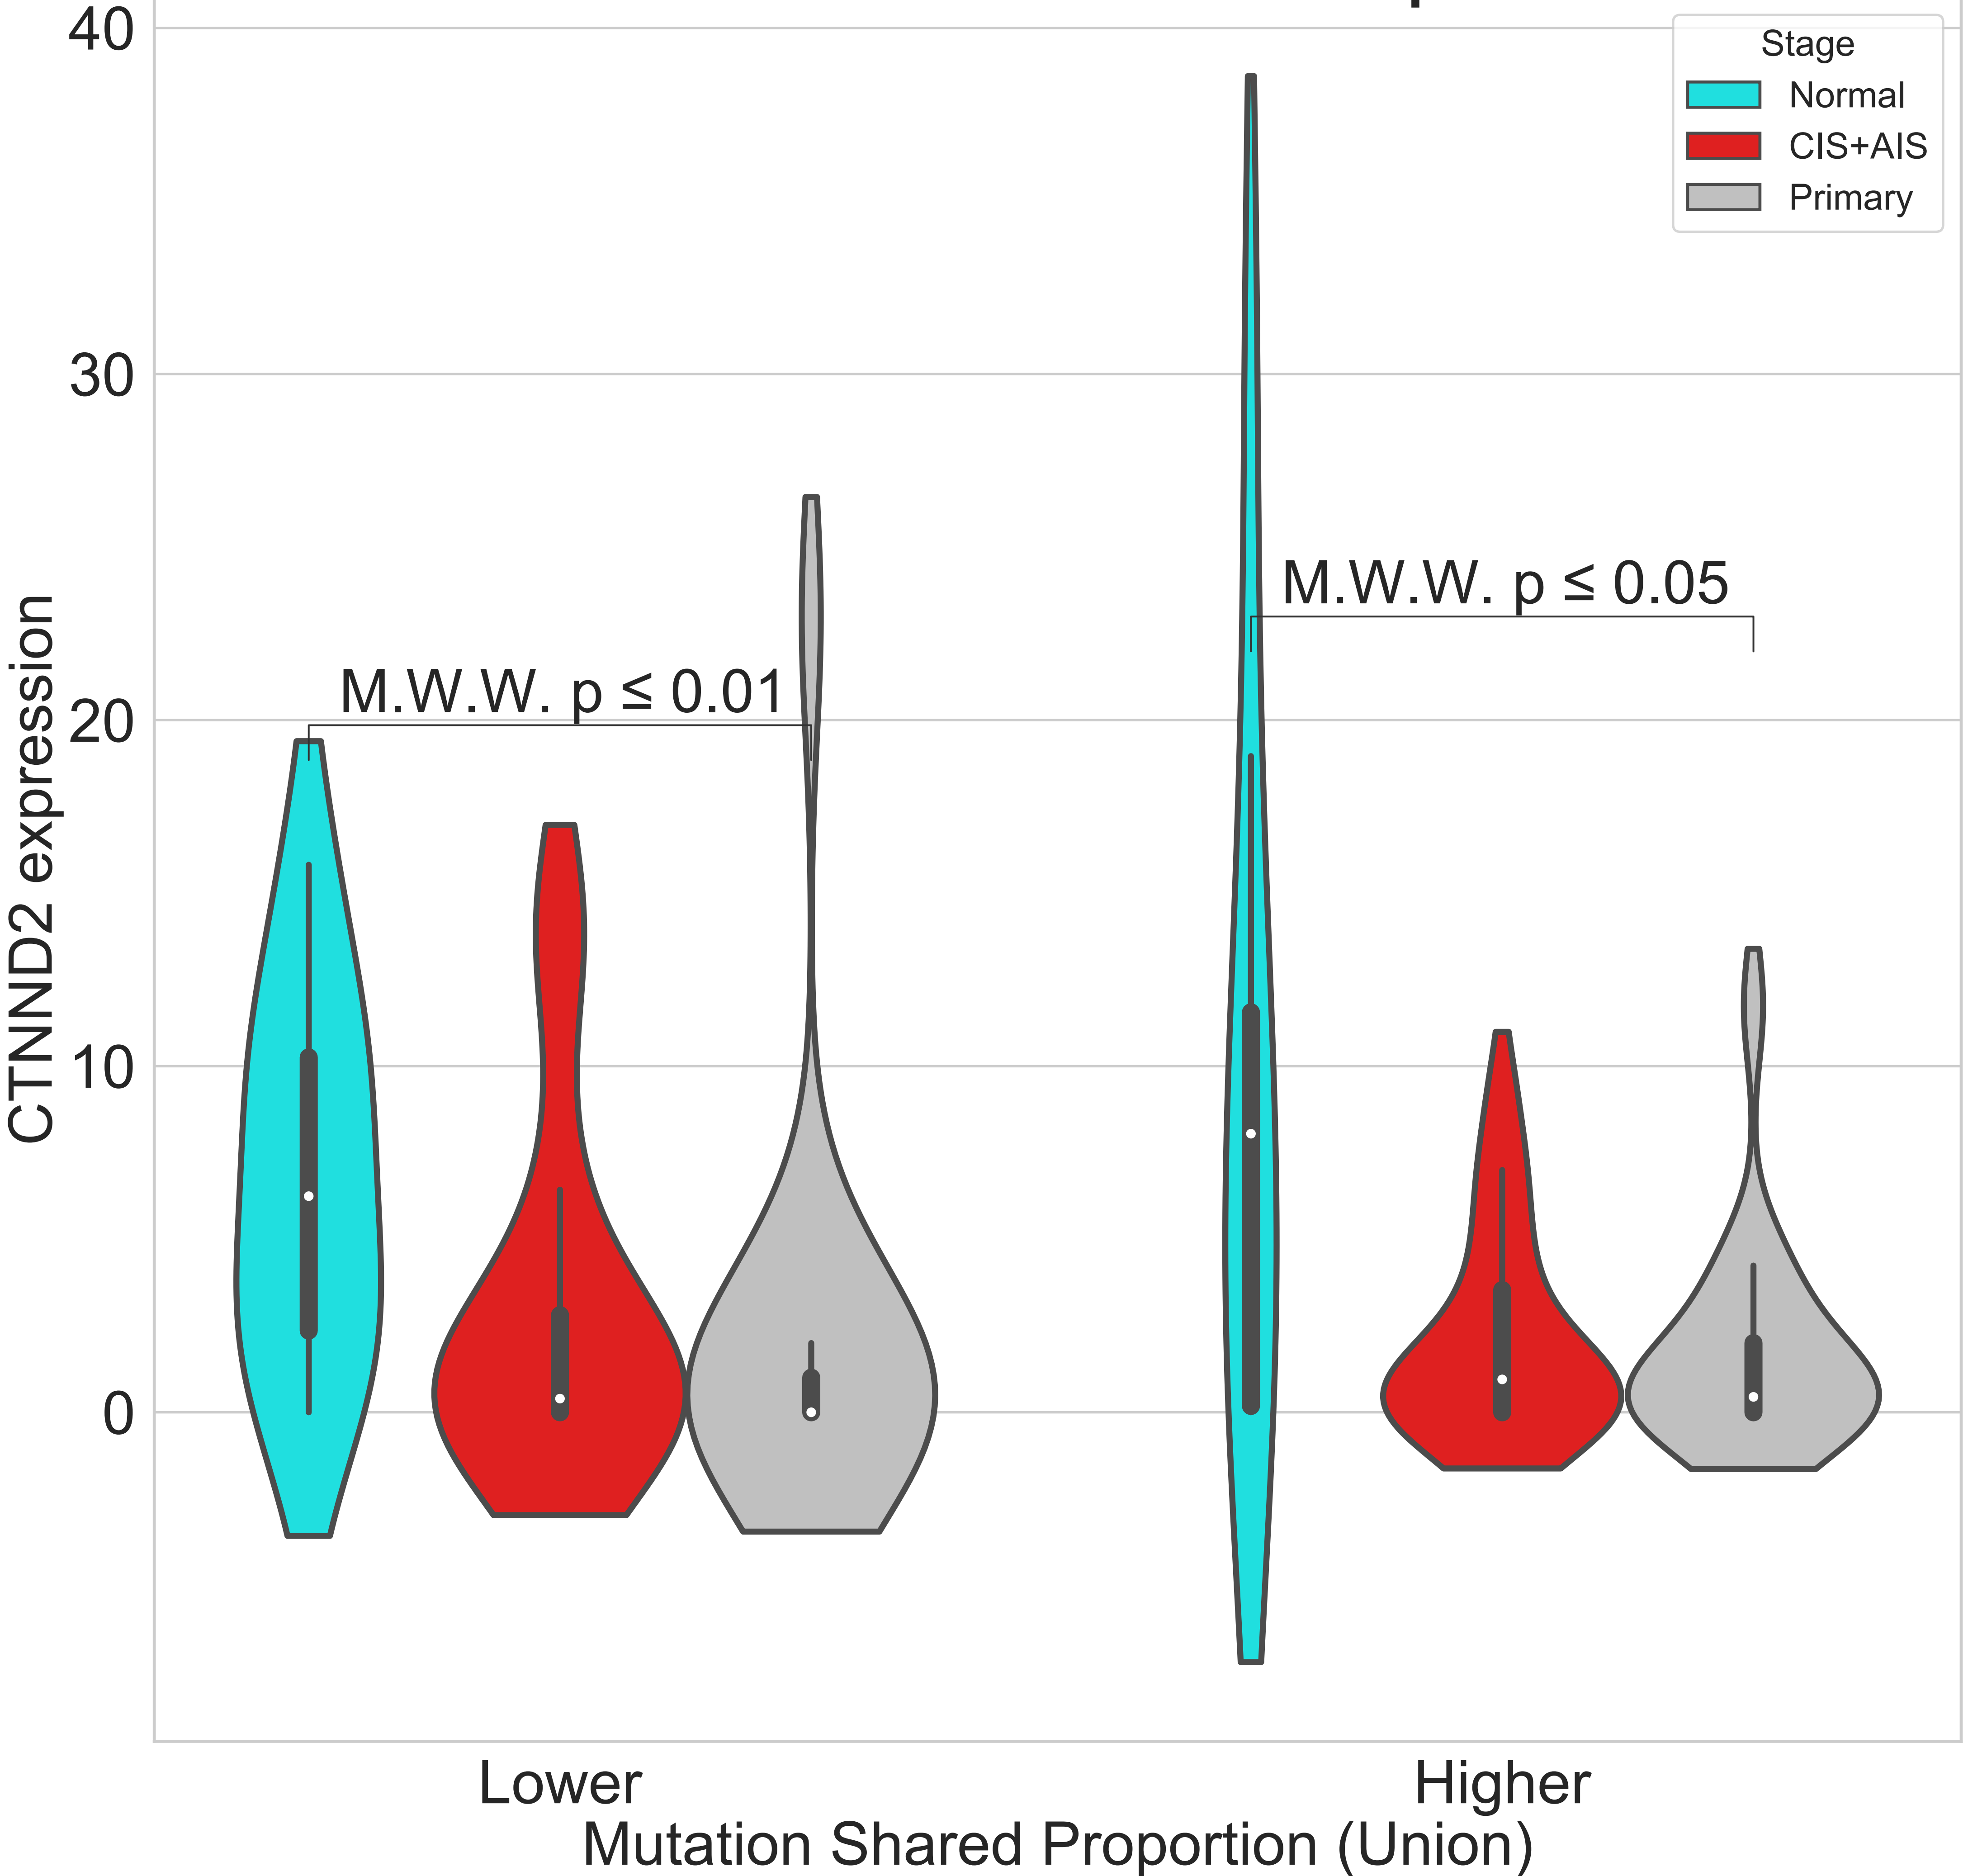 40
30
20
10
0
CTNND2 expression
Stage
Normal
CIS+AIS
Primary
M.W.W. p ≤ 0.05
M.W.W. p ≤ 0.01
Lower
Higher
Mutation Shared Proportion (Union)